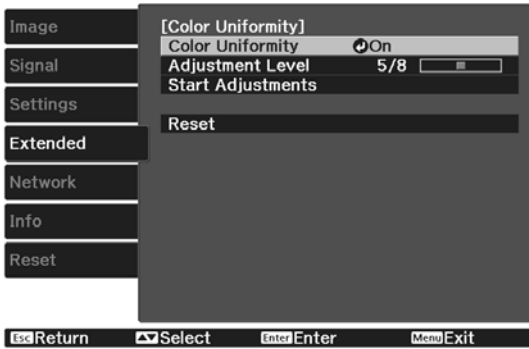 Image
Signal
Settings
Extended
Network
Info
Reset
[Color Uniformity]
Color Uniformity On
Adjustment Level 5/8
Start Adjustments
Reset
Esc Return Select Enter Enter Menu Exit